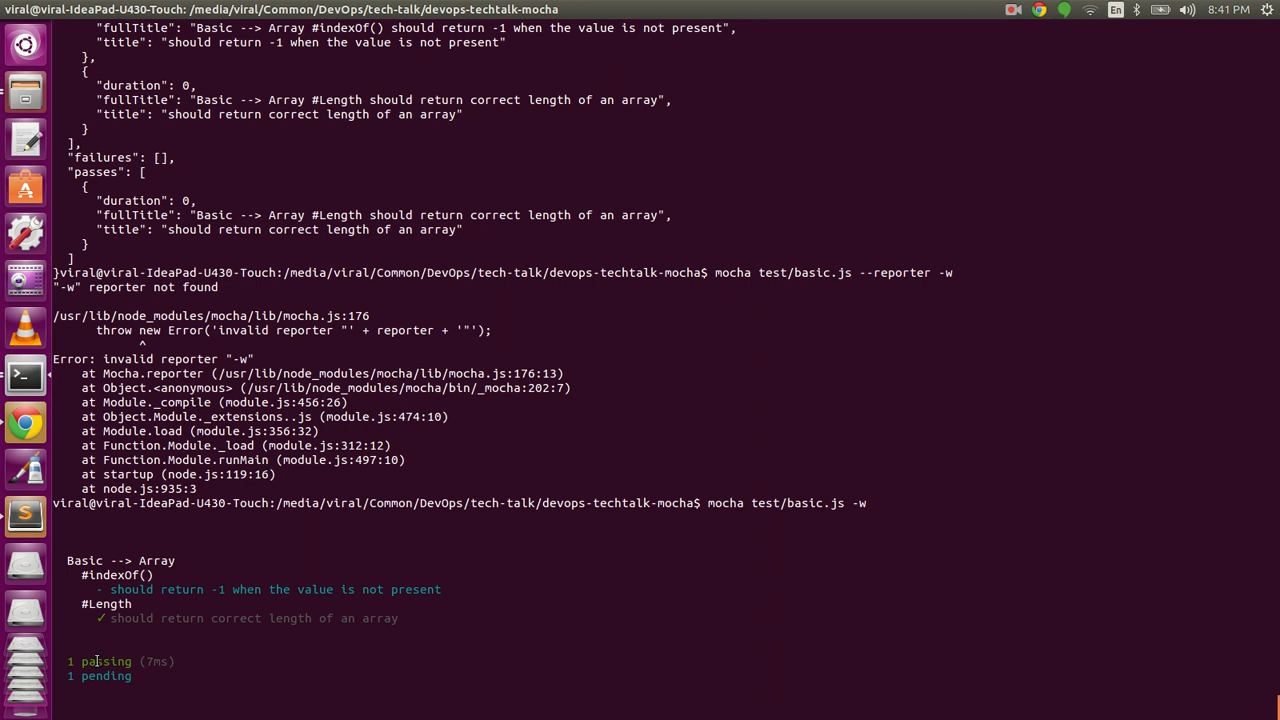 viral@viral-IdeaPad-U430-Touch: /media/viral/Common/DevOps/tech-talk/devops-techtalk-mocha
En
8:41 PM
"fullTitle": "Basic --> Array #indexOf() should return -1 when the value is not present",
"title": "should return -1 when the value is not present"
},
{
"duration": 0,
"fullTitle": "Basic --> Array #Length should return correct length of an array",
"title": "should return correct length of an array"
}
],
"failures": [],
"passes": [
{
"duration": 0,
"fullTitle": "Basic --> Array #Length should return correct length of an array",
"title": "should return correct length of an array"
}
]
}viral@viral-IdeaPad-U430-Touch:/media/viral/Common/DevOps/tech-talk/devops-techtalk-mocha$ mocha test/basic.js --reporter -w
"-w" reporter not found
/usr/lib/node_modules/mocha/lib/mocha.js:176
throw new Error('invalid reporter "' + reporter + '"');
^
Error: invalid reporter "-w"
at Mocha.reporter (/usr/lib/node_modules/mocha/lib/mocha.js:176:13)
at Object.<anonymous> (/usr/lib/node_modules/mocha/bin/_mocha:202:7)
at Module._compile (module.js:456:26)
at Object.Module._extensions..js (module.js:474:10)
at Module.load (module.js:356:32)
at Function.Module._load (module.js:312:12)
at Function.Module.runMain (module.js:497:10)
at startup (node.js:119:16)
at node.js:935:3
viral@viral-IdeaPad-U430-Touch:/media/viral/Common/DevOps/tech-talk/devops-techtalk-mocha$ mocha test/basic.js -w
Basic --> Array
#indexOf()
- should return -1 when the value is not present
#Length
✓ should return correct length of an array
1 passing (7ms)
1 pending